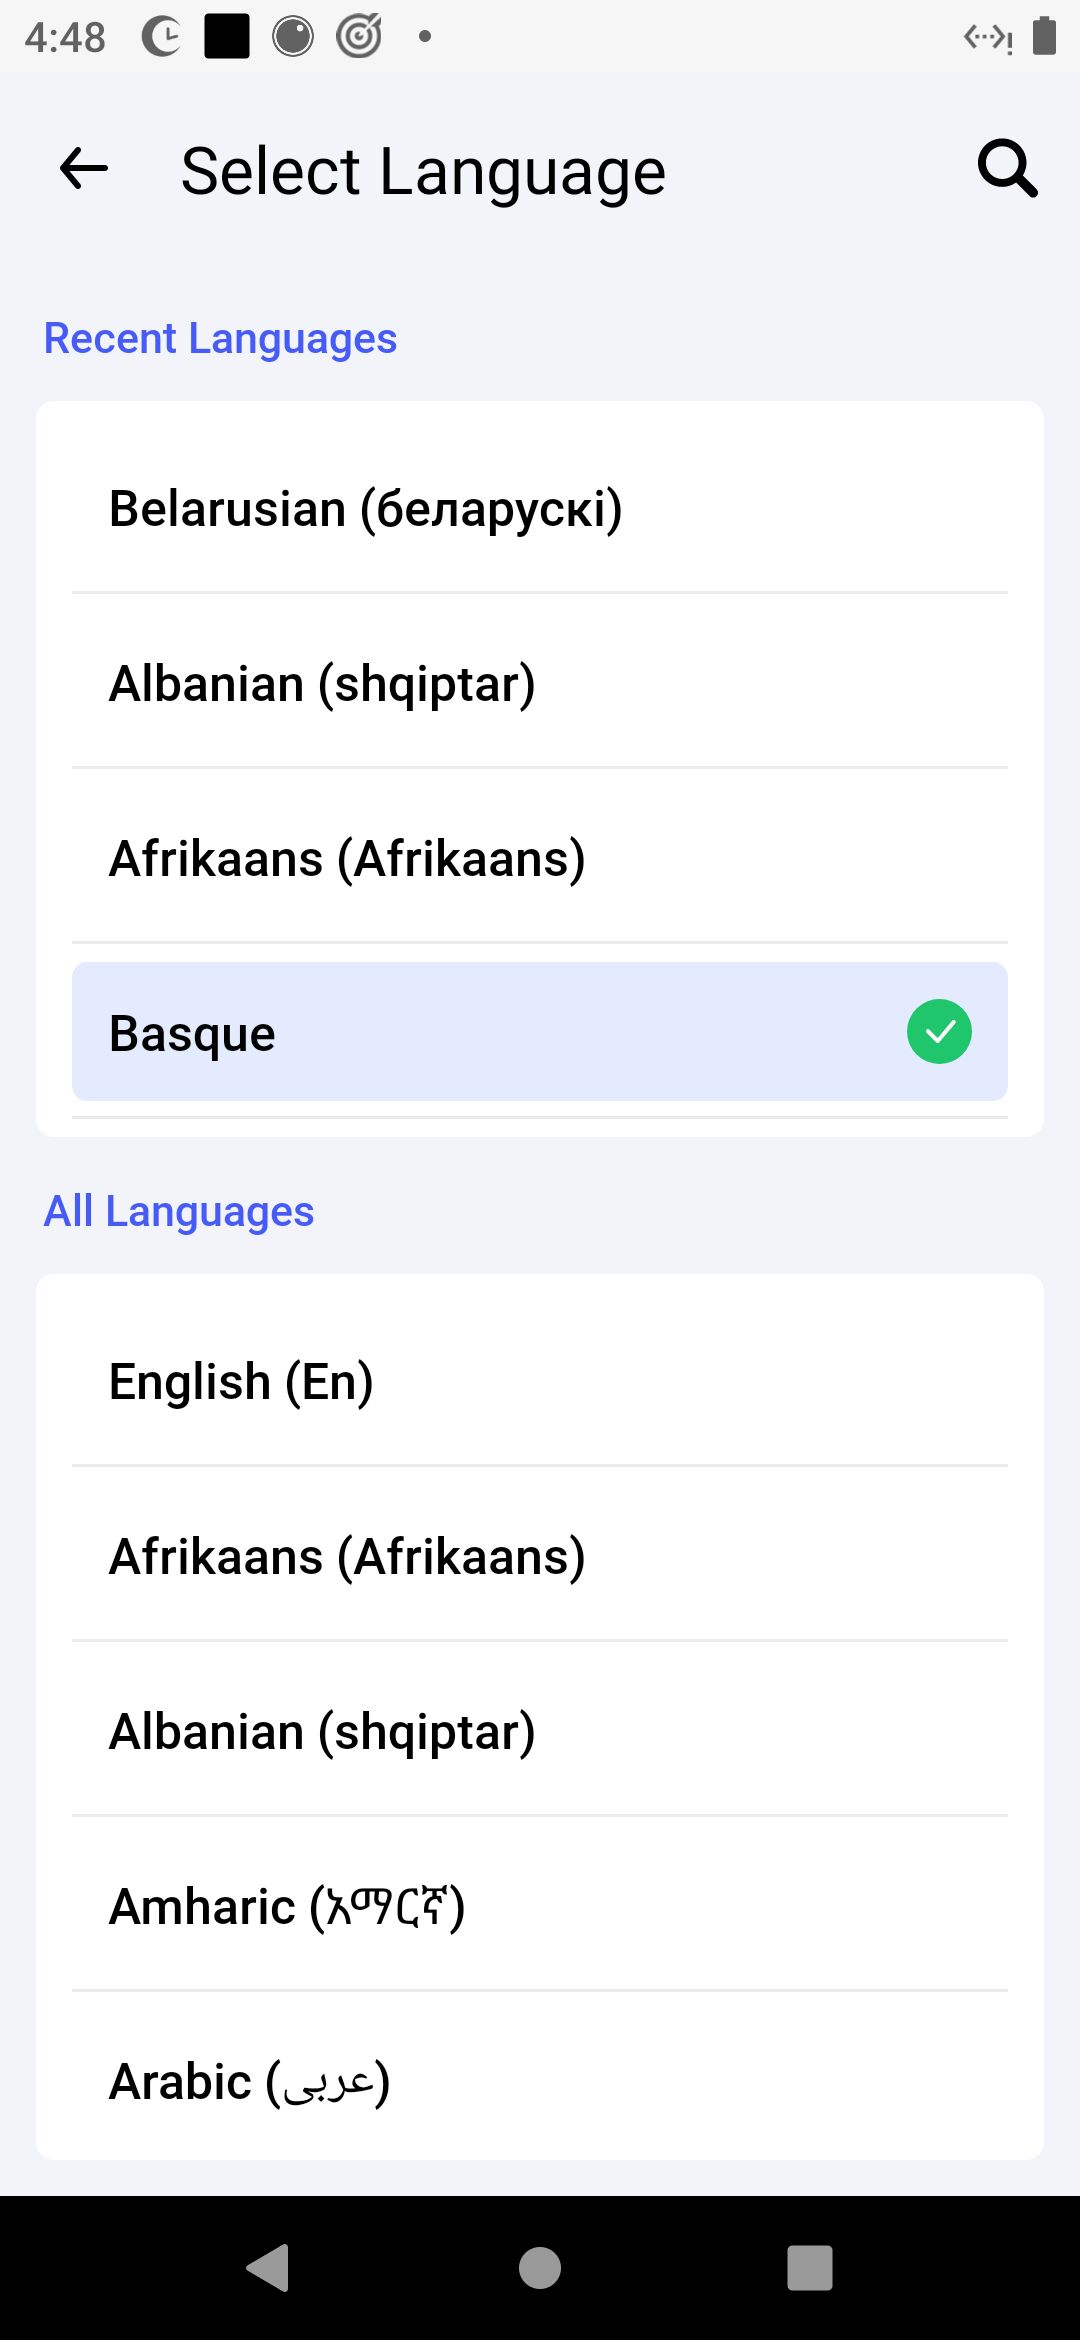 4:48
Select Language
Recent Languages
Belarusian (беларускі)
Albanian (shqiptar)
Afrikaans (Afrikaans)
Basque
All Languages
English (En)
Afrikaans (Afrikaans)
Albanian (shqiptar)
Amharic (አማርኛ)
Arabic (عربى)